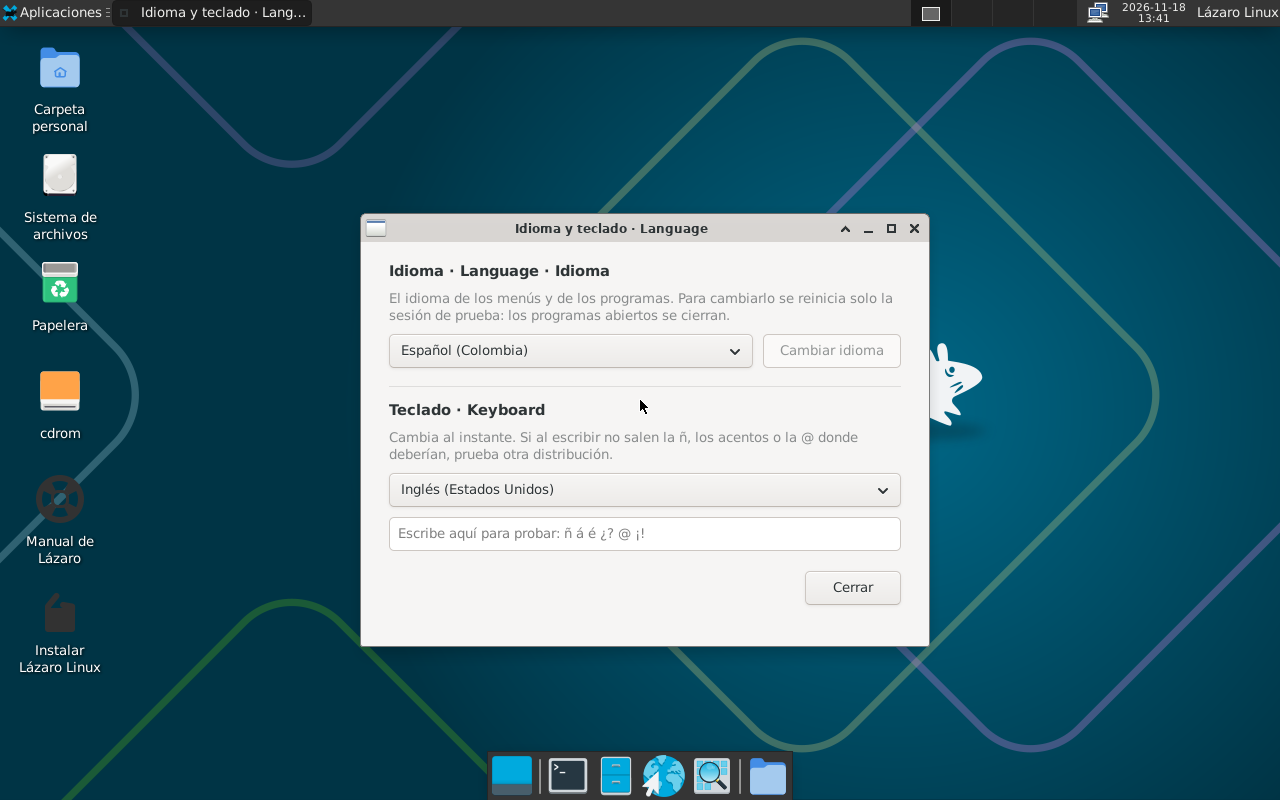 Aplicaciones
Idioma y teclado · Lang...
2026-11-18
13:41
Lázaro Linux
Carpeta
personal
Sistema de
archivos
Papelera
cdrom
Manual de
Lázaro
Instalar
Lázaro Linux
Idioma y teclado · Language
Idioma · Language · Idioma
El idioma de los menús y de los programas. Para cambiarlo se reinicia solo la
sesión de prueba: los programas abiertos se cierran.
Español (Colombia)
Cambiar idioma
Teclado · Keyboard
Cambia al instante. Si al escribir no salen la ñ, los acentos o la @ donde
deberían, prueba otra distribución.
Inglés (Estados Unidos)
Escribe aquí para probar: ñ á é ¿? @ ¡!
Cerrar